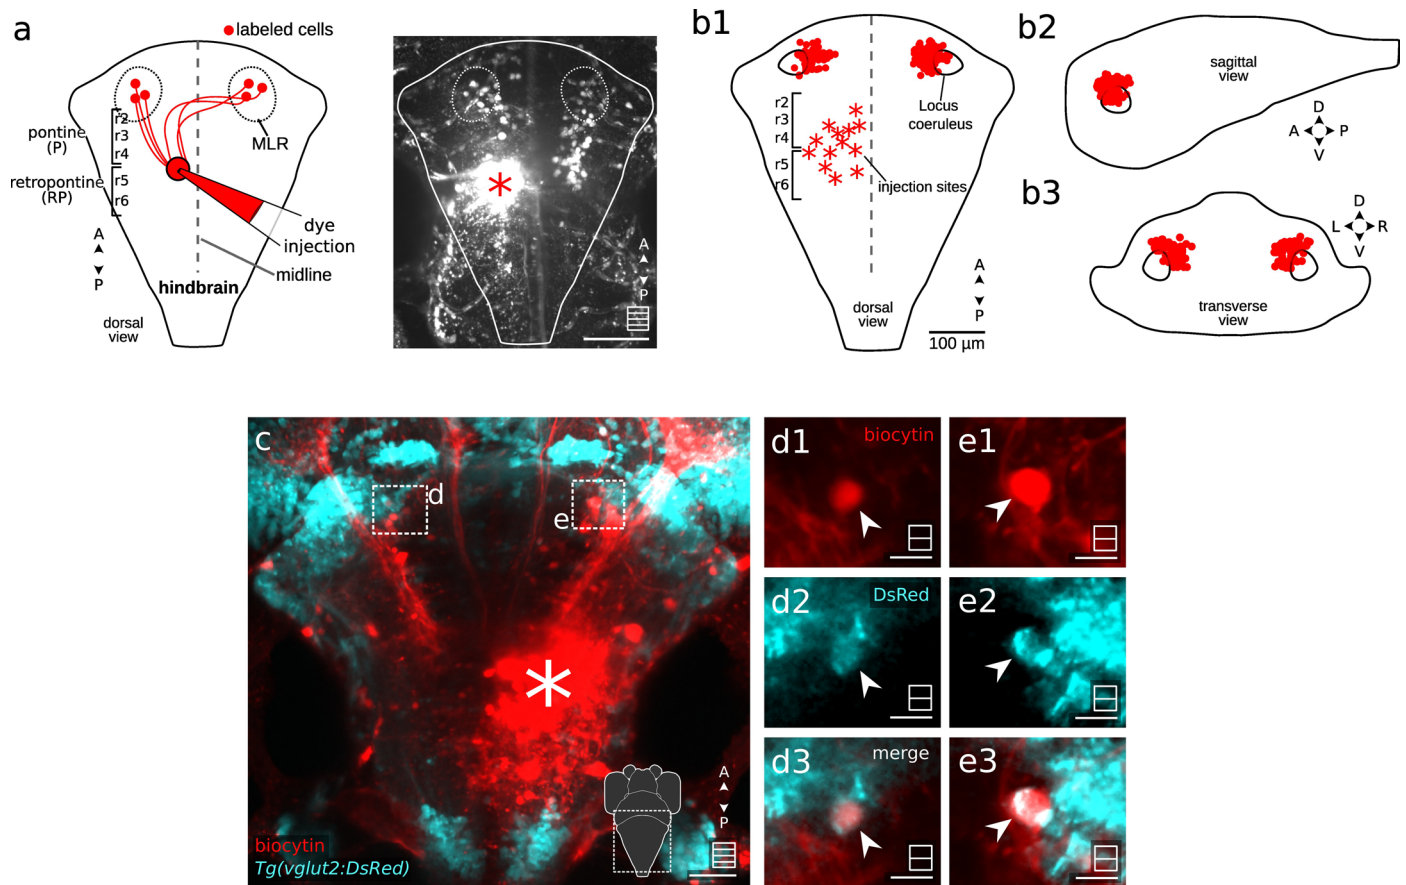 a
labeled cells
r2
r3
r4
pontine
(P)
MLR
retropontine
(RP)
r5
r6
dye
injection
midline
hindbrain
A
P
dorsal
view
A
P
b1
r2
r3
r4
r5
r6
Locus
coeruleus
injection sites
A
P
dorsal
view
100 µm
b2
sagittal
view
D
A P
V
b3
D
L R
V
transverse
view
c
d
e
A
P
biocytin
Tg(vglut2:DsRed)
d1
biocytin
e1
d2
DsRed
e2
d3
merge
e3